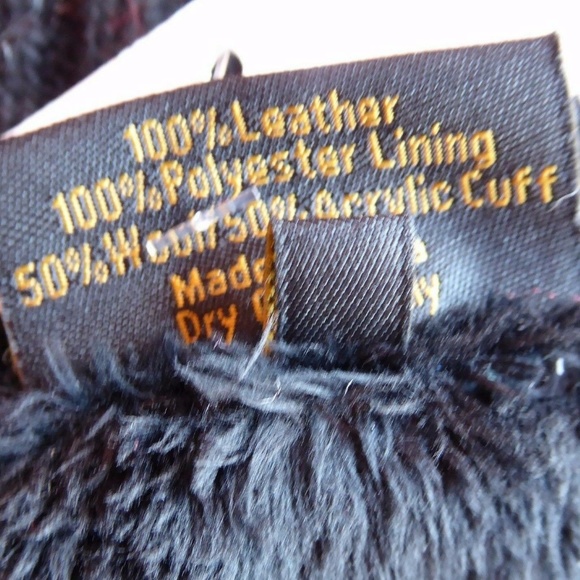 100% Leather
100% Polyester Lining
50% Wool/50% Acrylic Cuff
Made
Dry